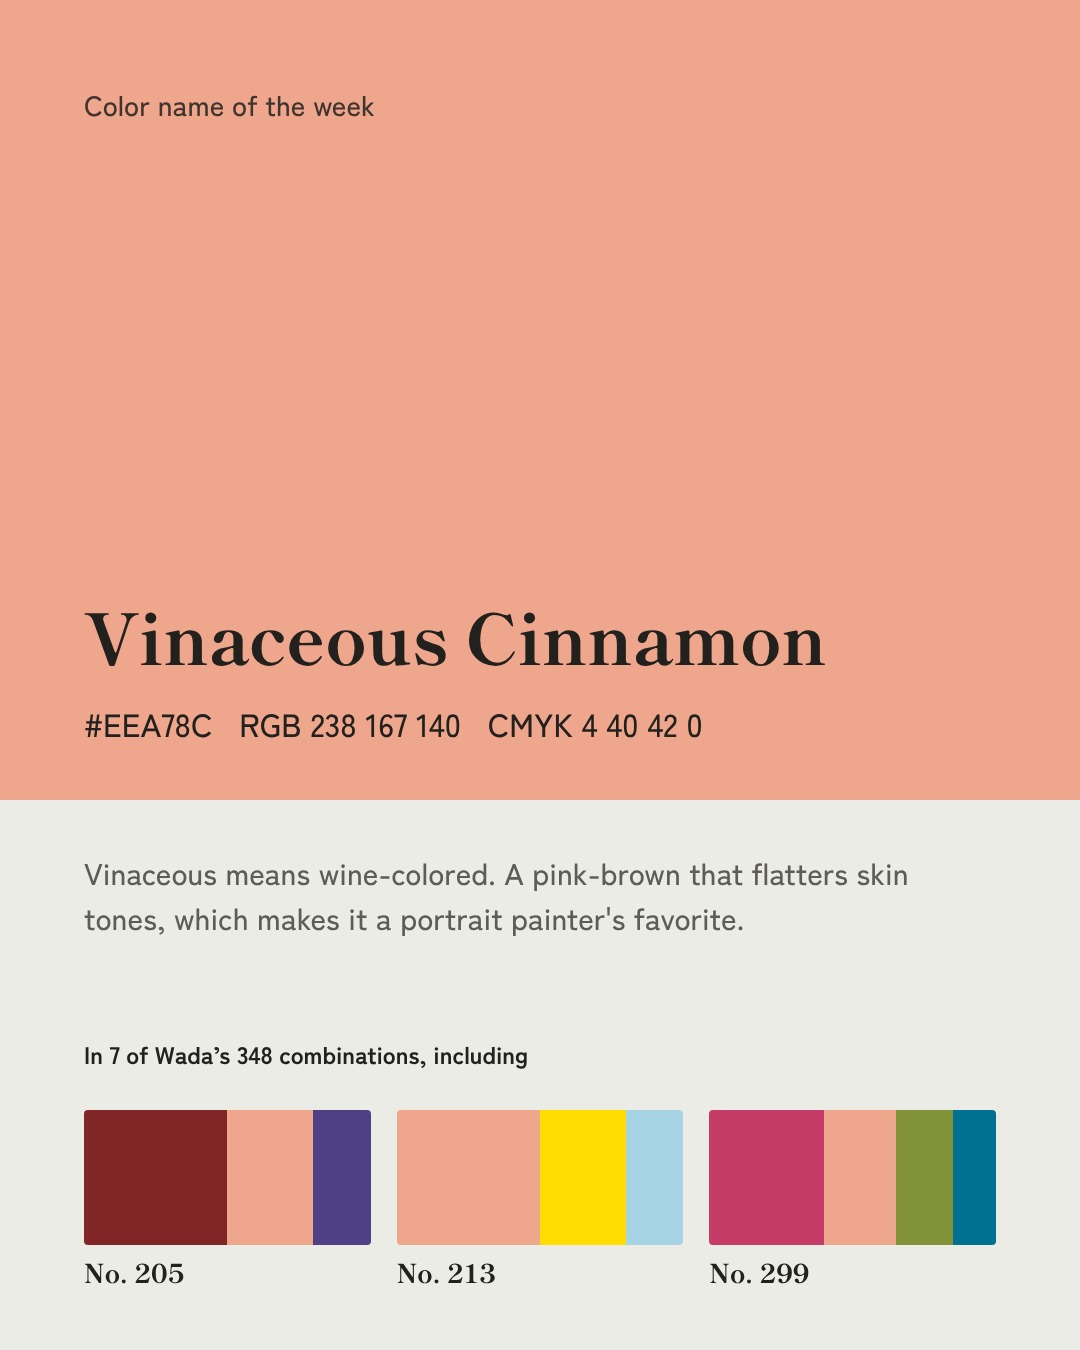 Color name of the week
Vinaceous Cinnamon
#EEA78C RGB 238 167 140 CMYK 4 40 42 0
Vinaceous means wine-colored. A pink-brown that flatters skin
tones, which makes it a portrait painter's favorite.
In 7 of Wada’s 348 combinations, including
No. 205 No. 213 No. 299